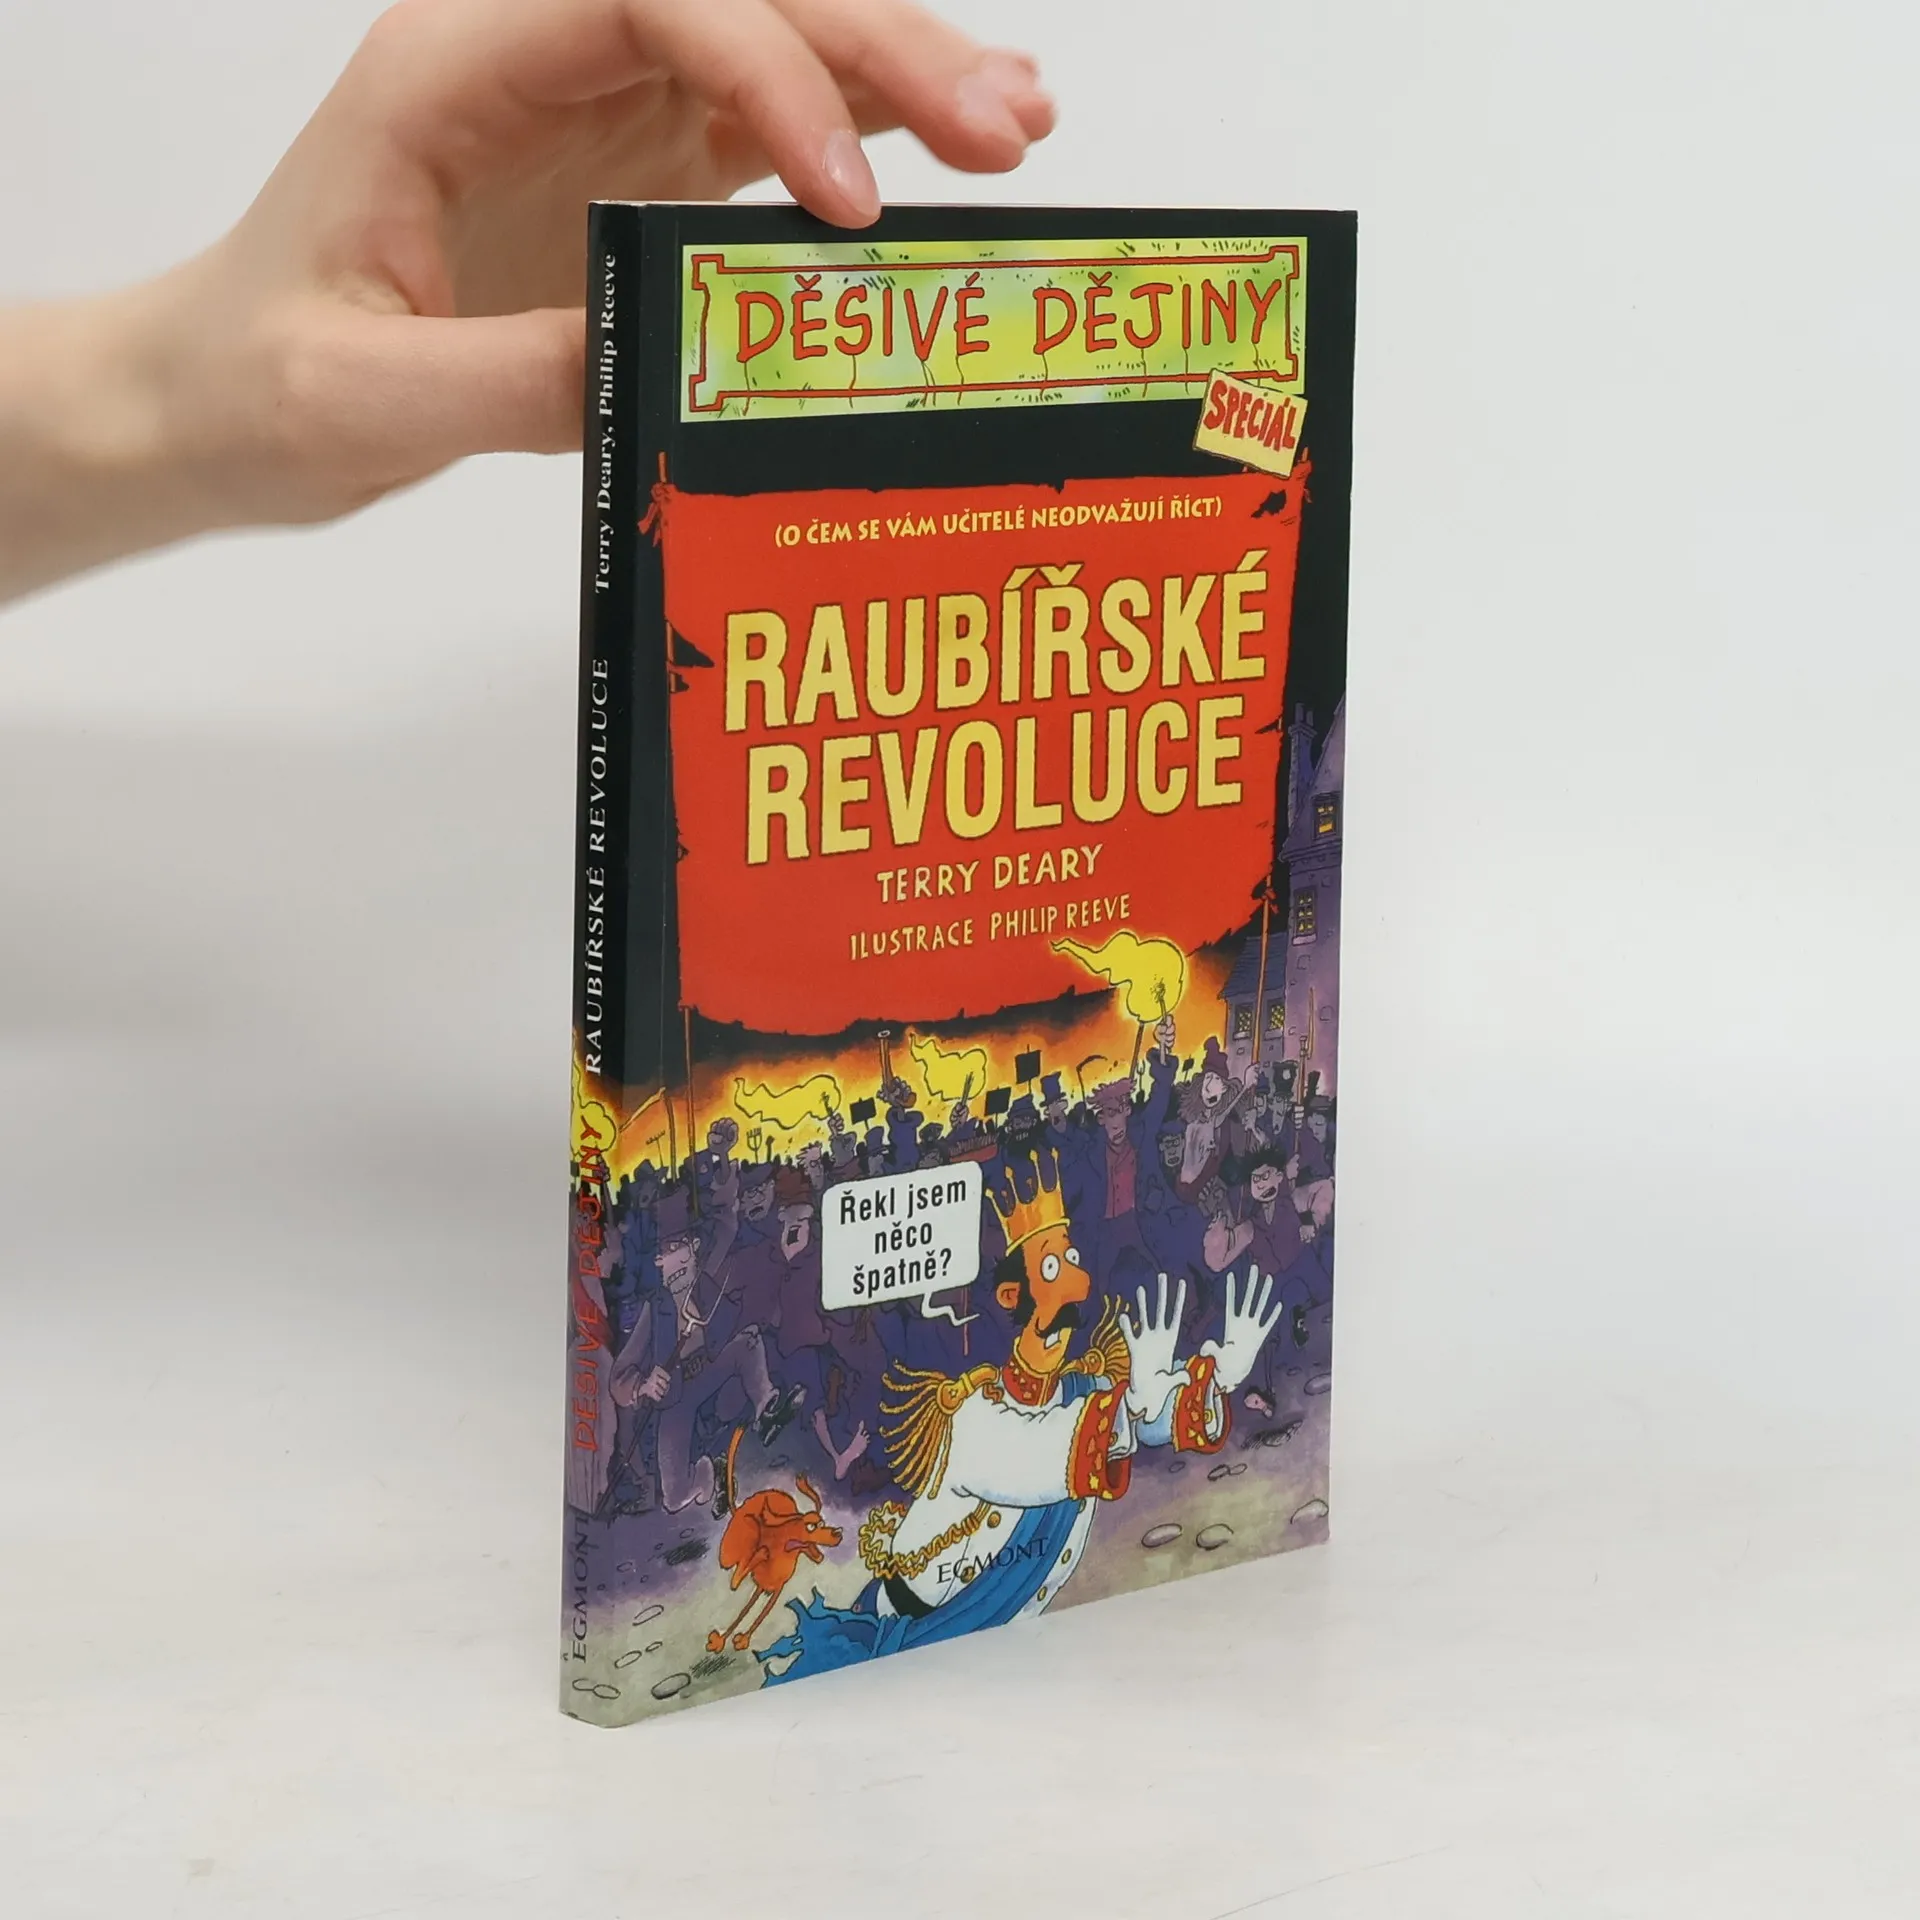 DĚSIVÉ DĚJINY
SPECIÁL
(O ČEM SE VÁM UČITELÉ NEODVAŽUJÍ ŘÍCT)
RAUBÍŘSKÉ
REVOLUCE
TERRY DEARY
ILUSTRACE PHILIP REEVE
Řekl jsem
něco
špatně?
EGMONT
Terry Deary, Philip Reeve
RAUBÍŘSKÉ REVOLUCE
DĚSIVÉ DĚJINY
EGMONT